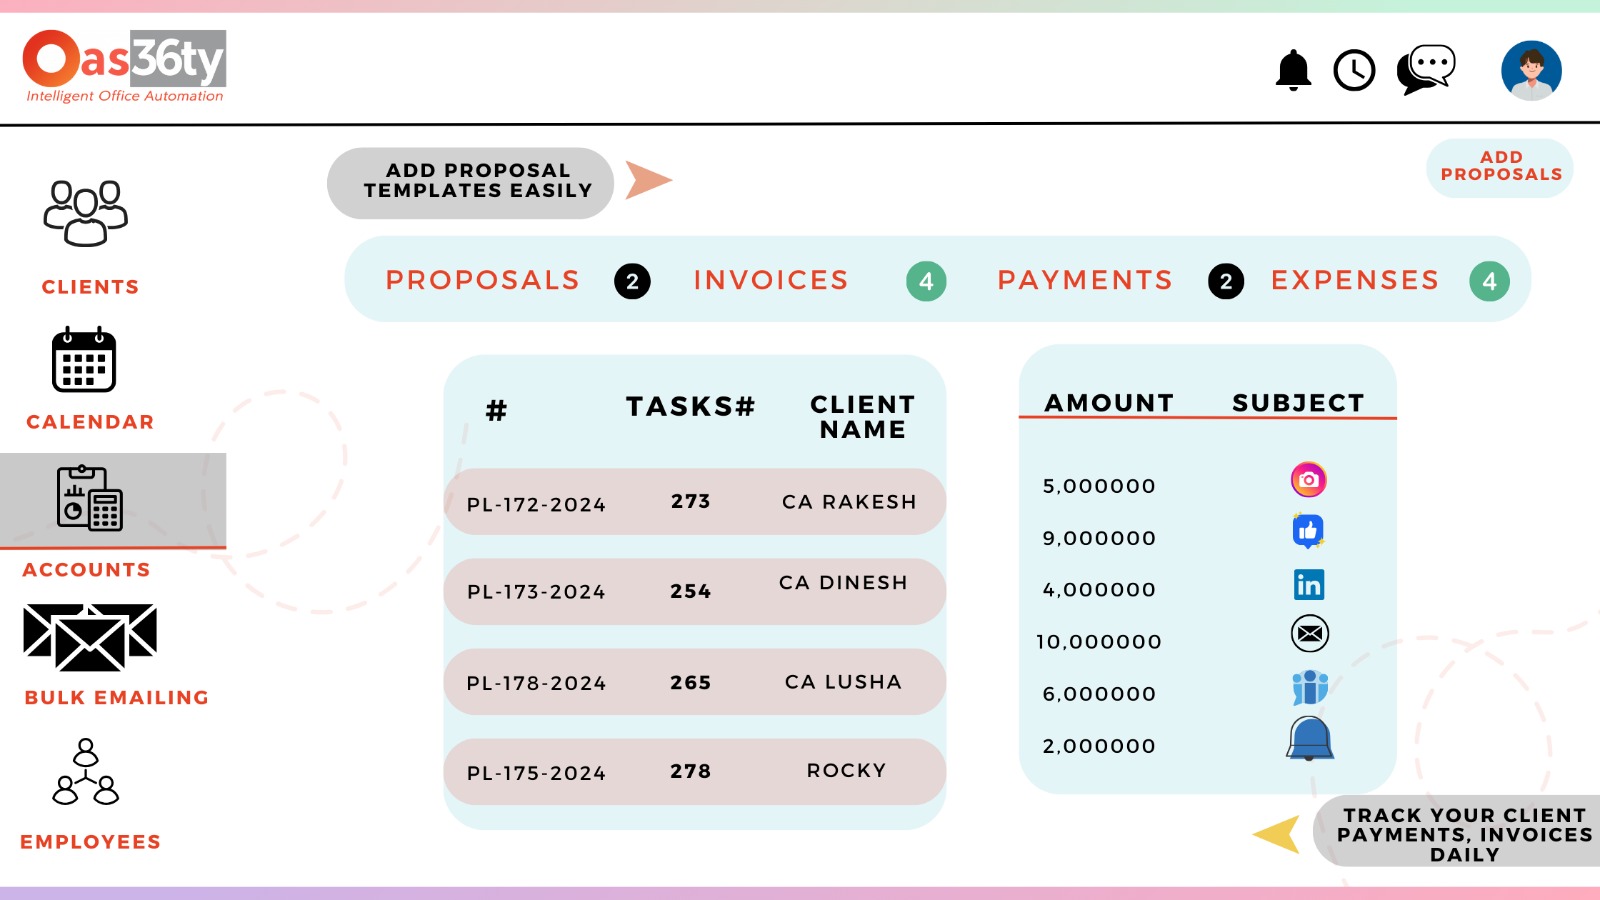 Oas36ty
Intelligent Office Automation
ADD PROPOSAL
TEMPLATES EASILY
ADD
PROPOSALS
CLIENTS
CALENDAR
ACCOUNTS
BULK EMAILING
EMPLOYEES
PROPOSALS 2 INVOICES 4 PAYMENTS 2 EXPENSES 4
# TASKS# CLIENT
NAME
PL-172-2024 273 CA RAKESH
PL-173-2024 254 CA DINESH
PL-178-2024 265 CA LUSHA
PL-175-2024 278 ROCKY
AMOUNT SUBJECT
5,000000
9,000000
4,000000 in
10,000000
6,000000
2,000000
TRACK YOUR CLIENT
PAYMENTS, INVOICES
DAILY